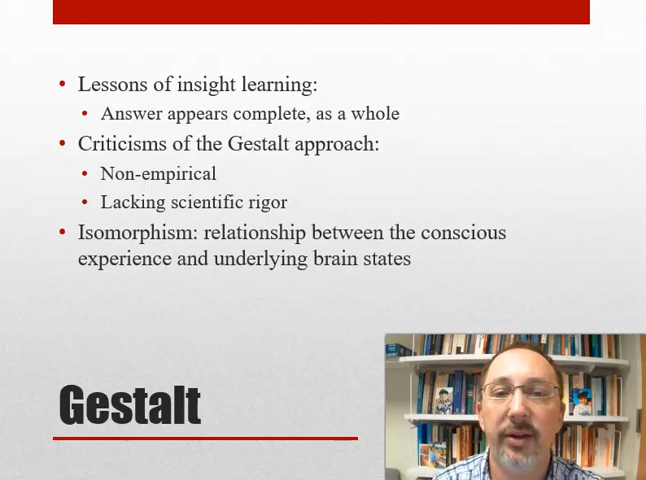 Lessons of insight learning:
Answer appears complete, as a whole
Criticisms of the Gestalt approach:
Non-empirical
Lacking scientific rigor
Isomorphism: relationship between the conscious
experience and underlying brain states
Gestalt